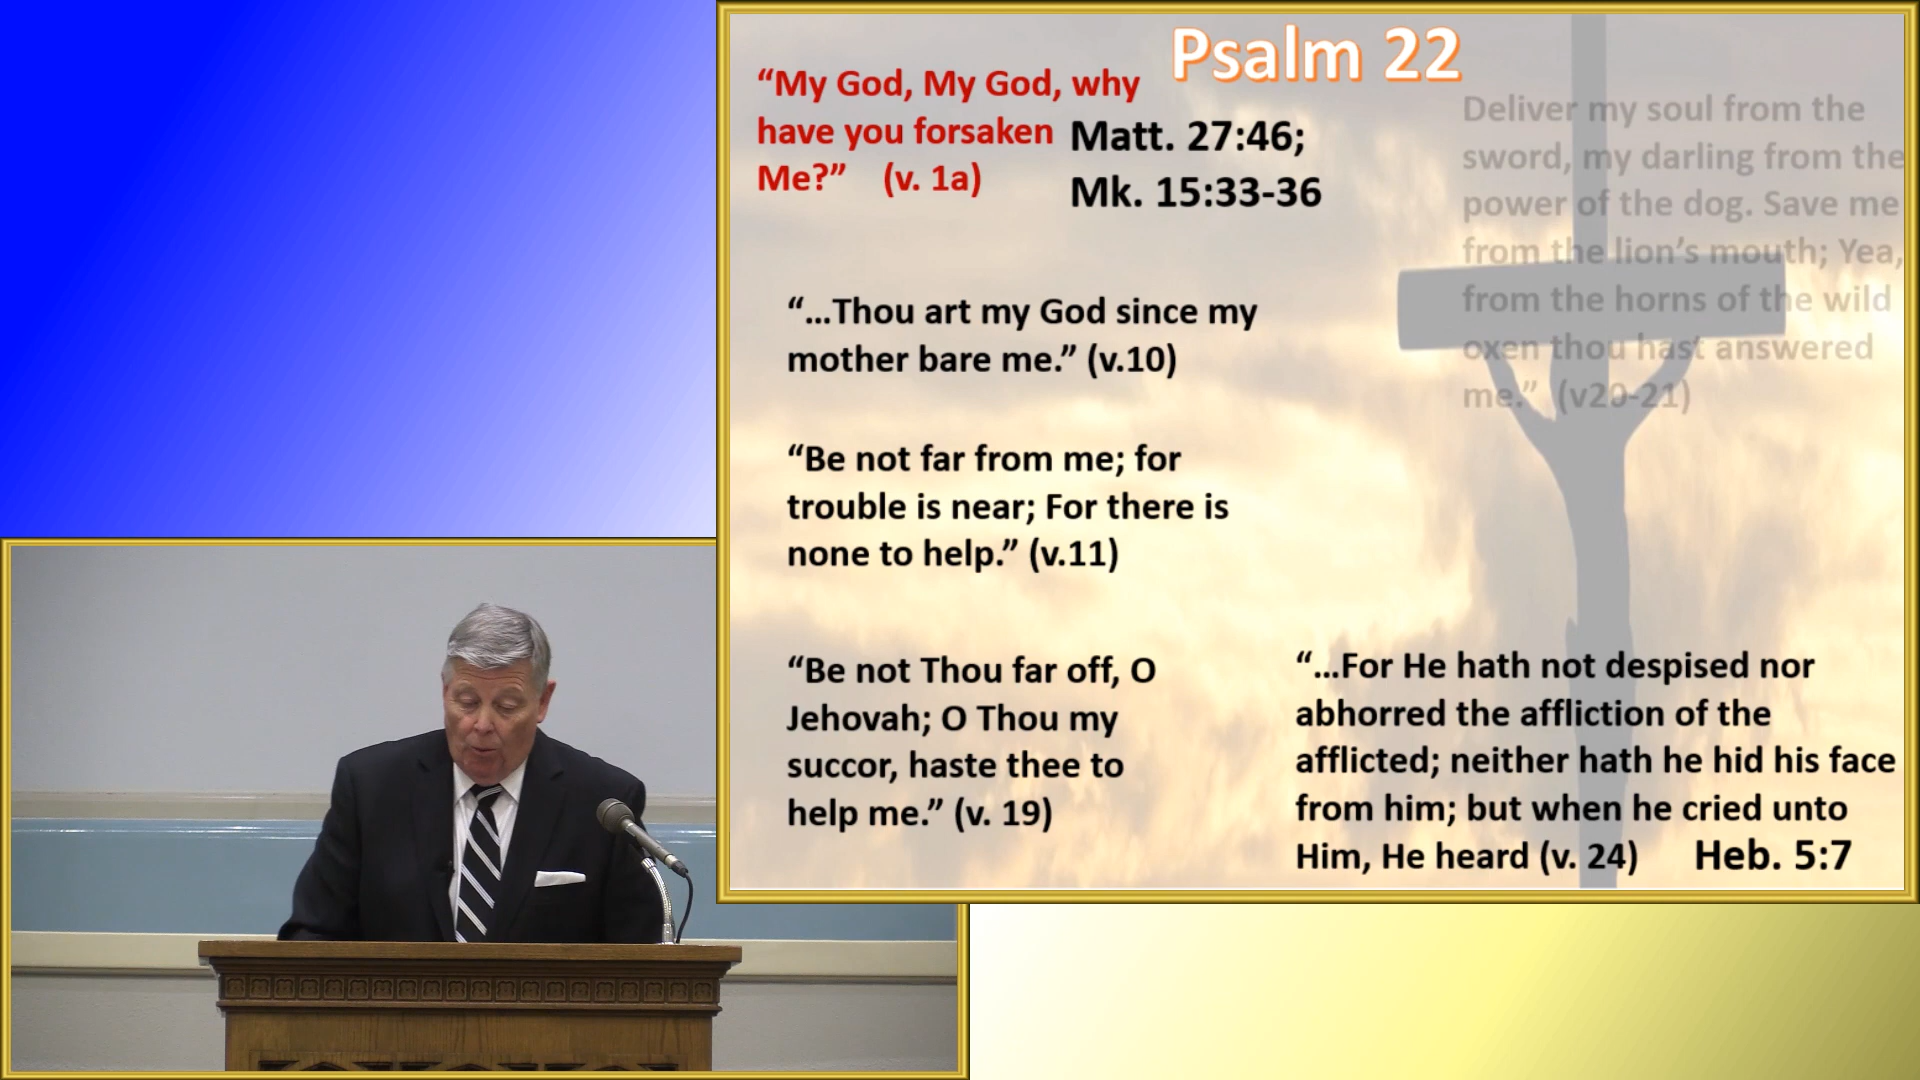 Psalm 22
“My God, My God, why
have you forsaken
Me?” (v. 1a)
Matt. 27:46;
Mk. 15:33-36
“…Thou art my God since my
mother bare me.” (v.10)
“Be not far from me; for
trouble is near; For there is
none to help.” (v.11)
“Be not Thou far off, O
Jehovah; O Thou my
succor, haste thee to
help me.” (v. 19)
Deliver my soul from the
sword, my darling from the
power of the dog. Save me
from the lion’s mouth; Yea,
from the horns of the wild
oxen thou hast answered
me.” (v20-21)
“…For He hath not despised nor
abhorred the affliction of the
afflicted; neither hath he hid his face
from him; but when he cried unto
Him, He heard (v. 24) Heb. 5:7